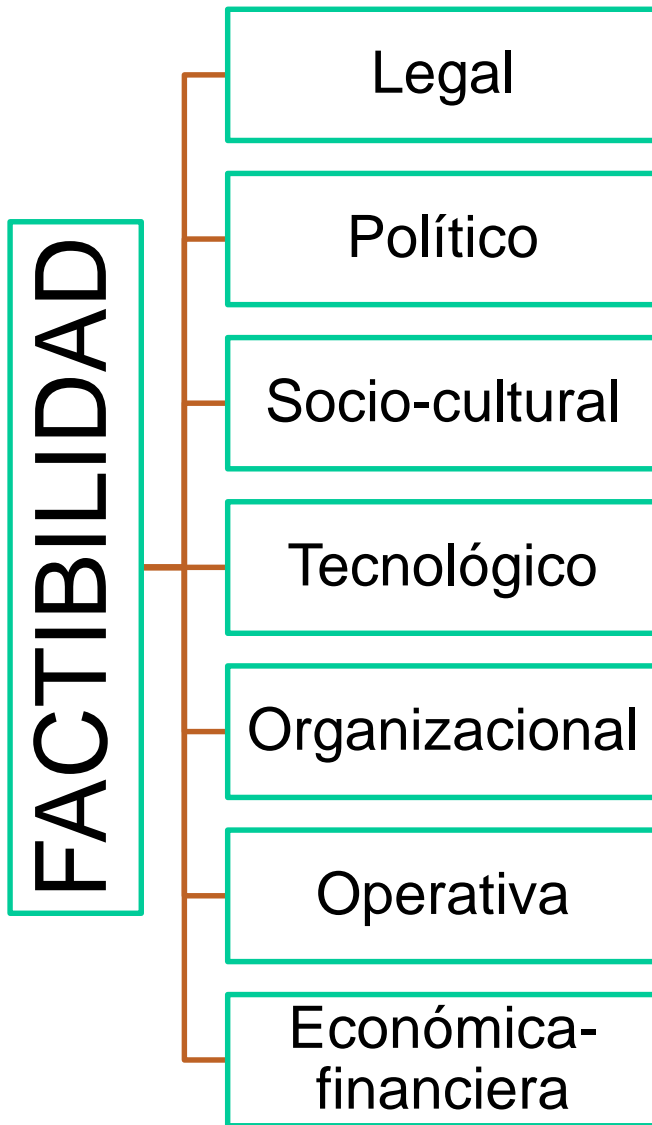 FACTIBILIDAD
Legal
Político
Socio-cultural
Tecnológico
Organizacional
Operativa
Económica-
financiera